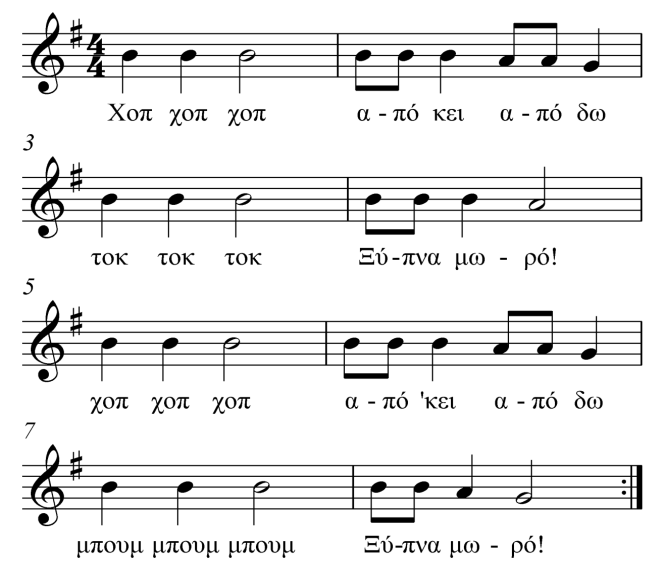 4
4
Χοπ χοπ χοπ α - πό κει α - πό δω
3
τοκ τοκ τοκ Ξύ - πνα μω - ρό!
5
χοπ χοπ χοπ α - πό 'κει α - πό δω
7
μπουμ μπουμ μπουμ Ξύ - πνα μω - ρό!